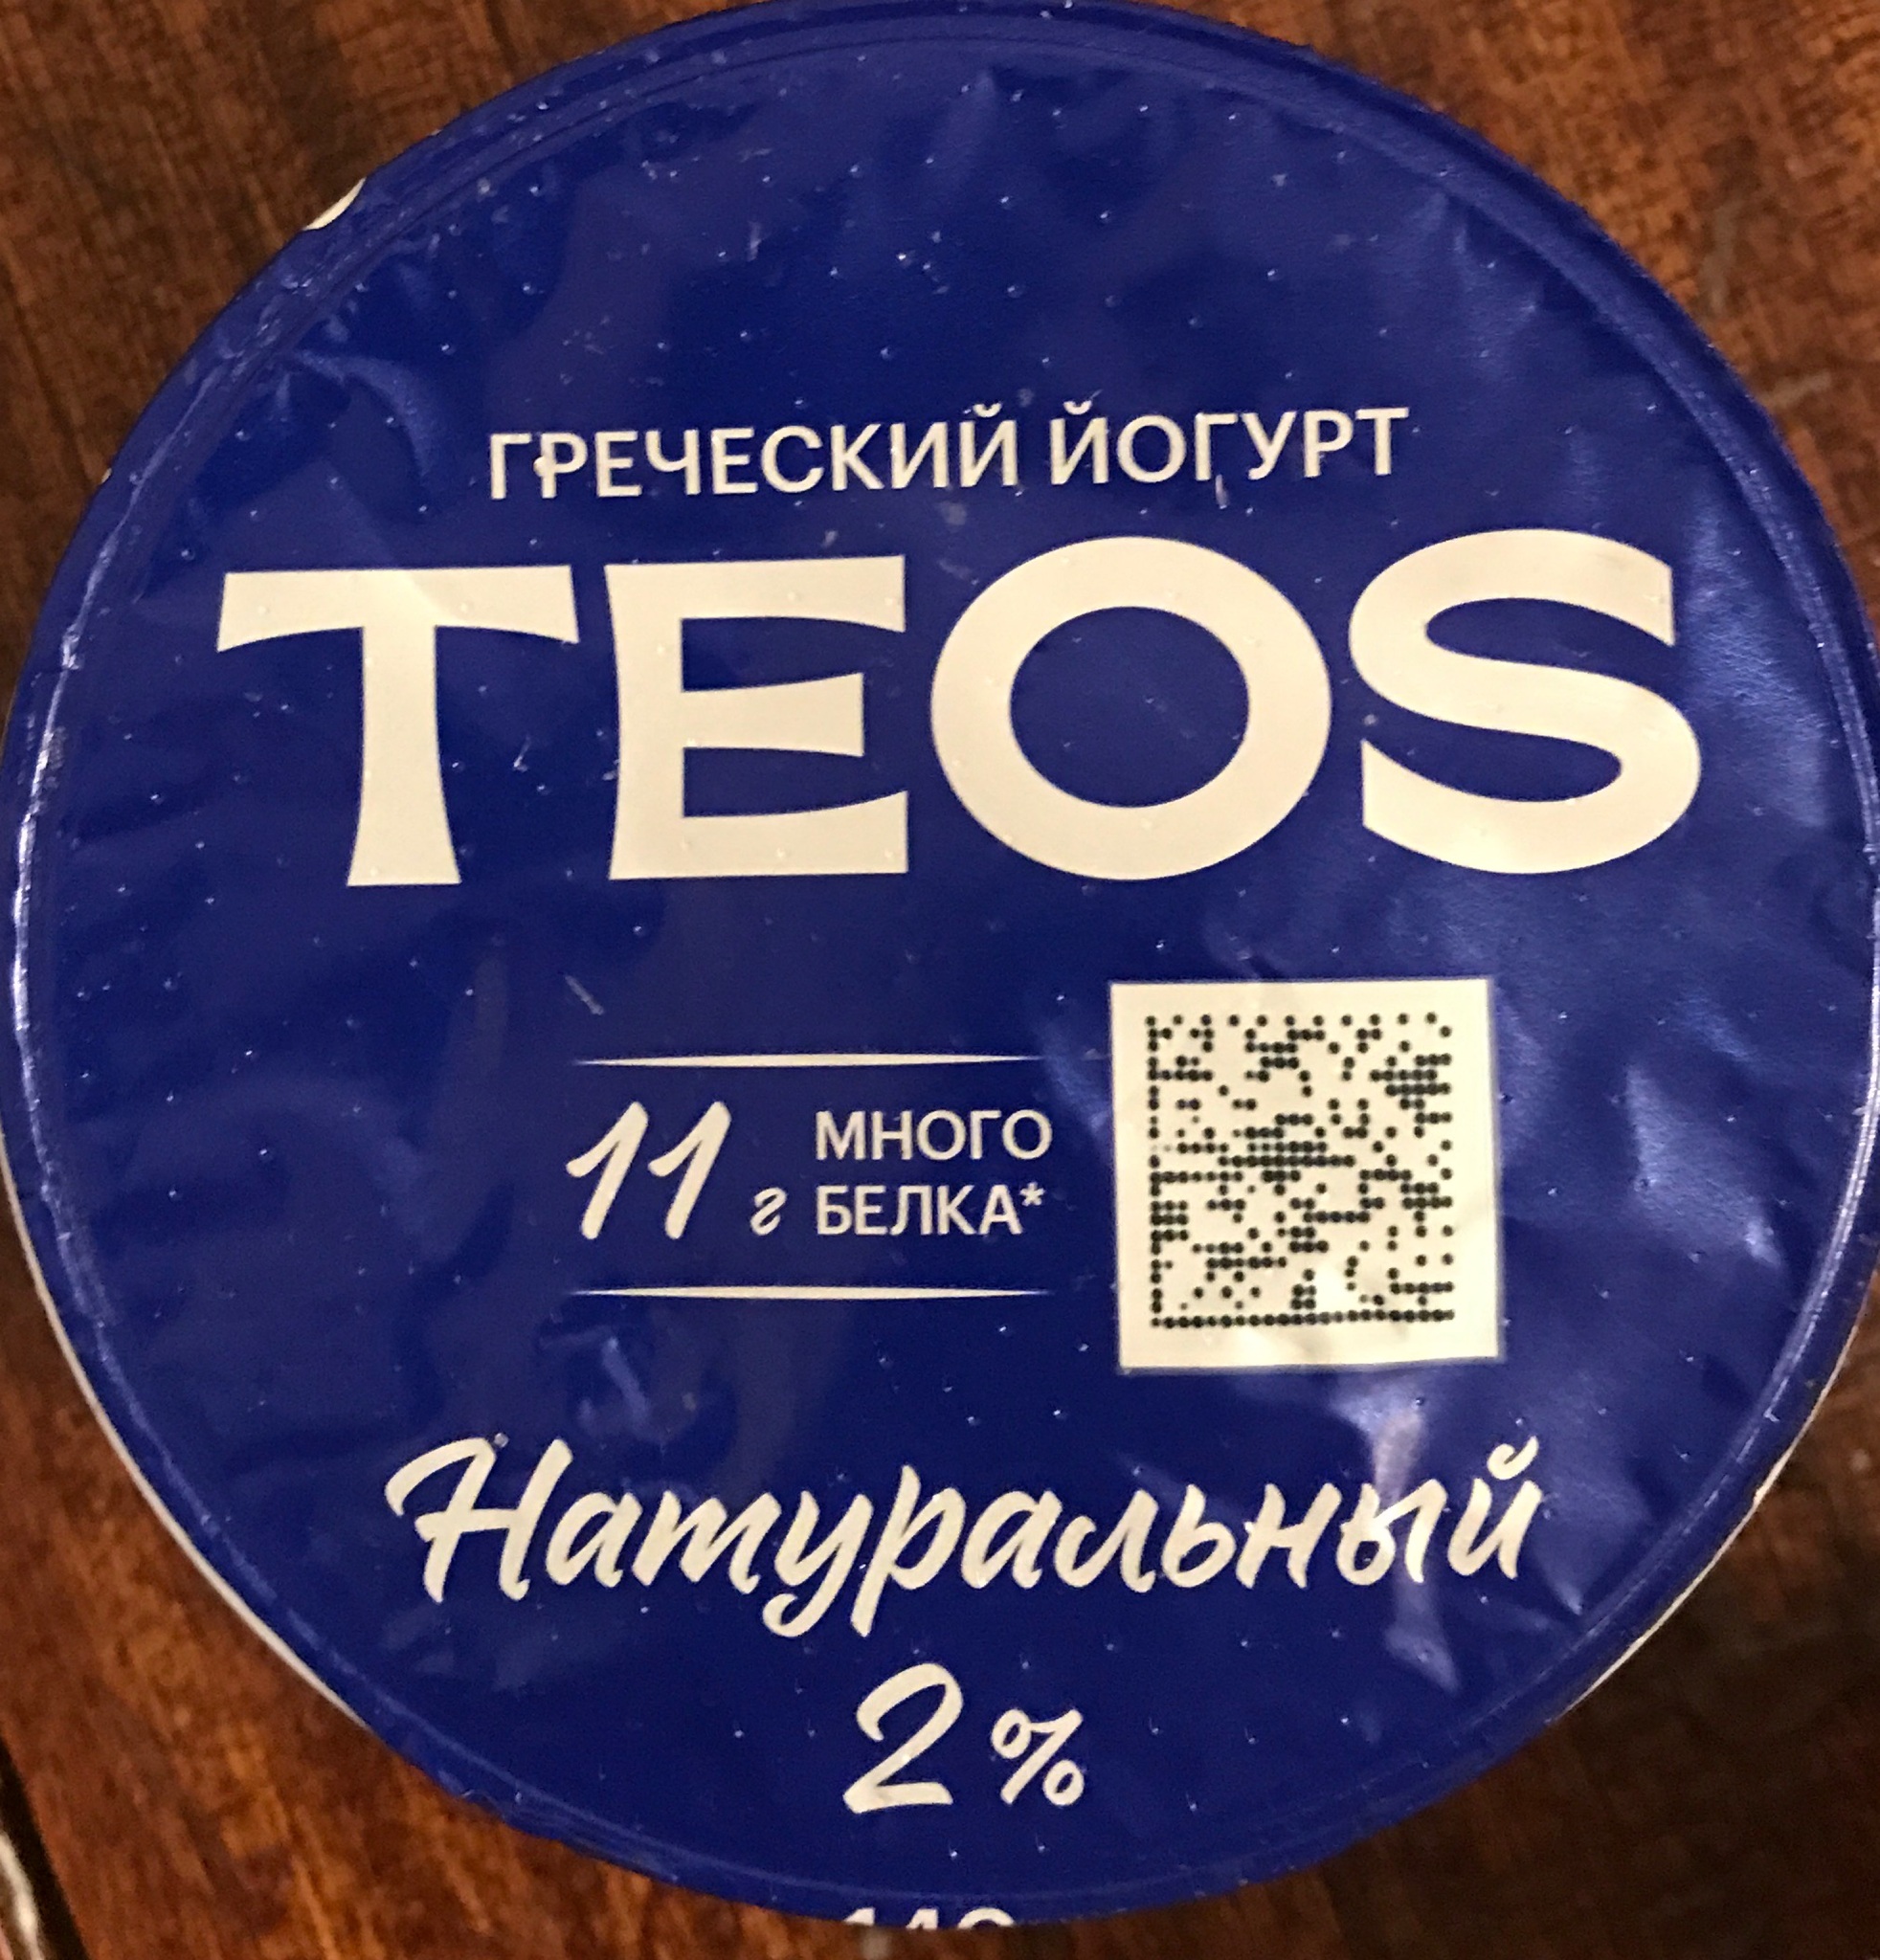 ГРЕЧЕСКИЙ ЙОГУРТ
TEOS
11 г МНОГО
БЕЛКА*
Натуральный
2%